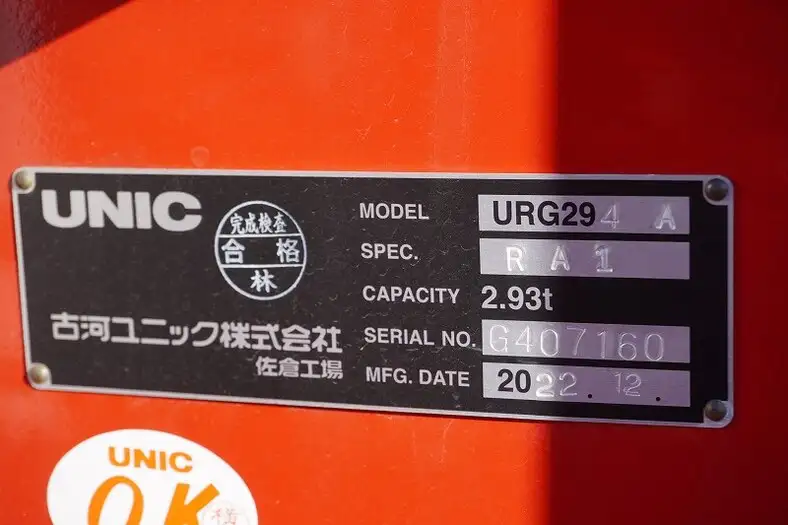 UNIC
完成検査
合格
林
古河ユニック株式会社
佐倉工場
MODEL URG294 A
SPEC. RA1
CAPACITY 2.93t
SERIAL NO. G407160
MFG. DATE 2022.12.
UNIC
OK